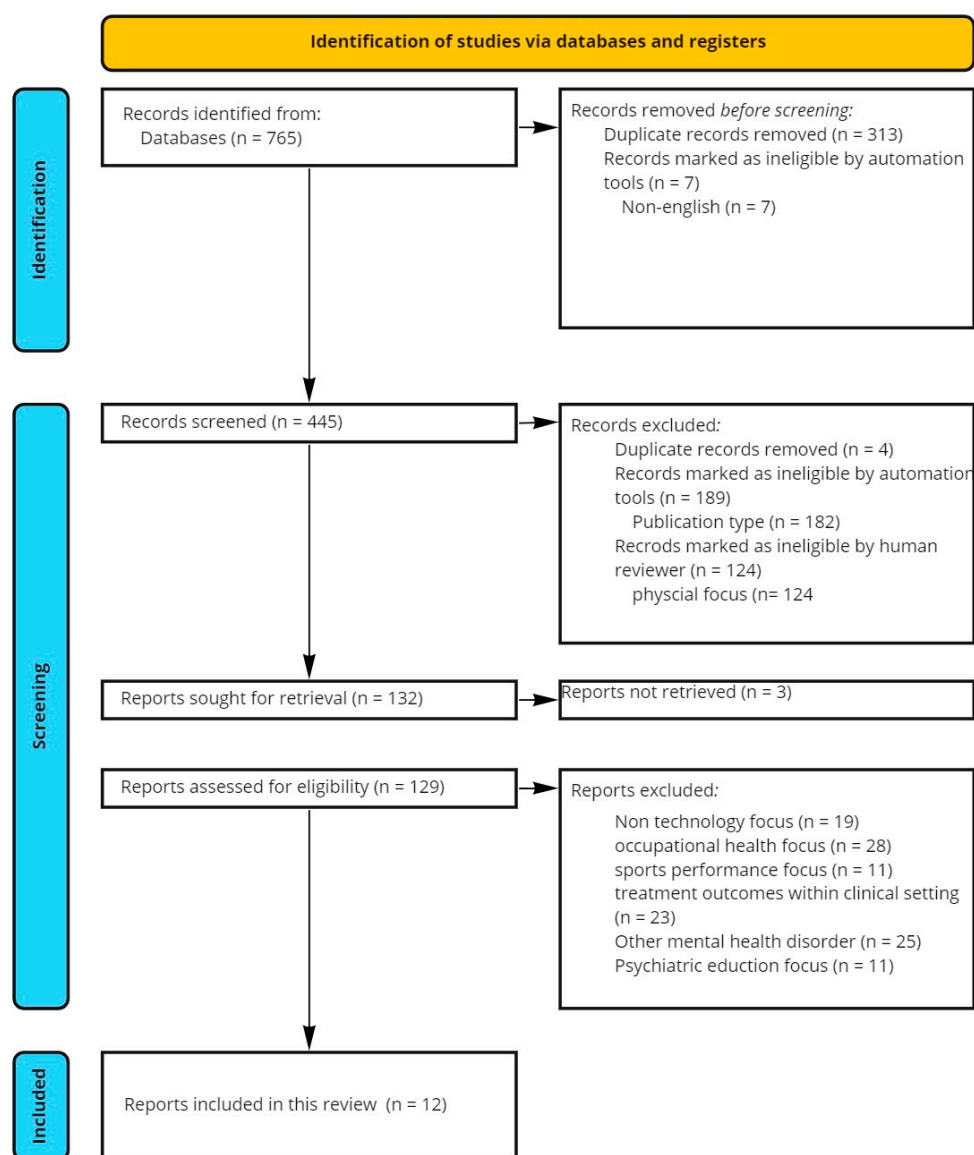 Identification of studies via databases and registers
Identification
Records identified from:
Databases (n = 765)
Records removed before screening:
Duplicate records removed (n = 313)
Records marked as ineligible by automation
tools (n = 7)
Non-english (n = 7)
Screening
Records screened (n = 445)
Records excluded:
Duplicate records removed (n = 4)
Records marked as ineligible by automation
tools (n = 189)
Publication type (n = 182)
Recrods marked as ineligible by human
reviewer (n = 124)
physcial focus (n= 124
Reports sought for retrieval (n = 132)
Reports not retrieved (n = 3)
Reports assessed for eligibility (n = 129)
Reports excluded:
Non technology focus (n = 19)
occupational health focus (n = 28)
sports performance focus (n = 11)
treatment outcomes within clinical setting
(n = 23)
Other mental health disorder (n = 25)
Psychiatric eduction focus (n = 11)
Included
Reports included in this review (n = 12)